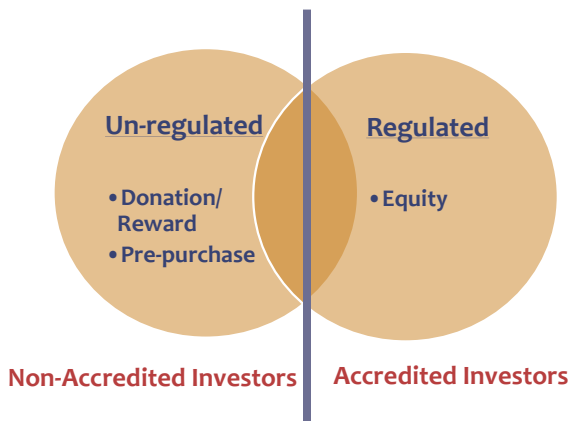 Un-regulated
• Donation/
Reward
• Pre-purchase
Regulated
• Equity
Non-Accredited Investors
Accredited Investors